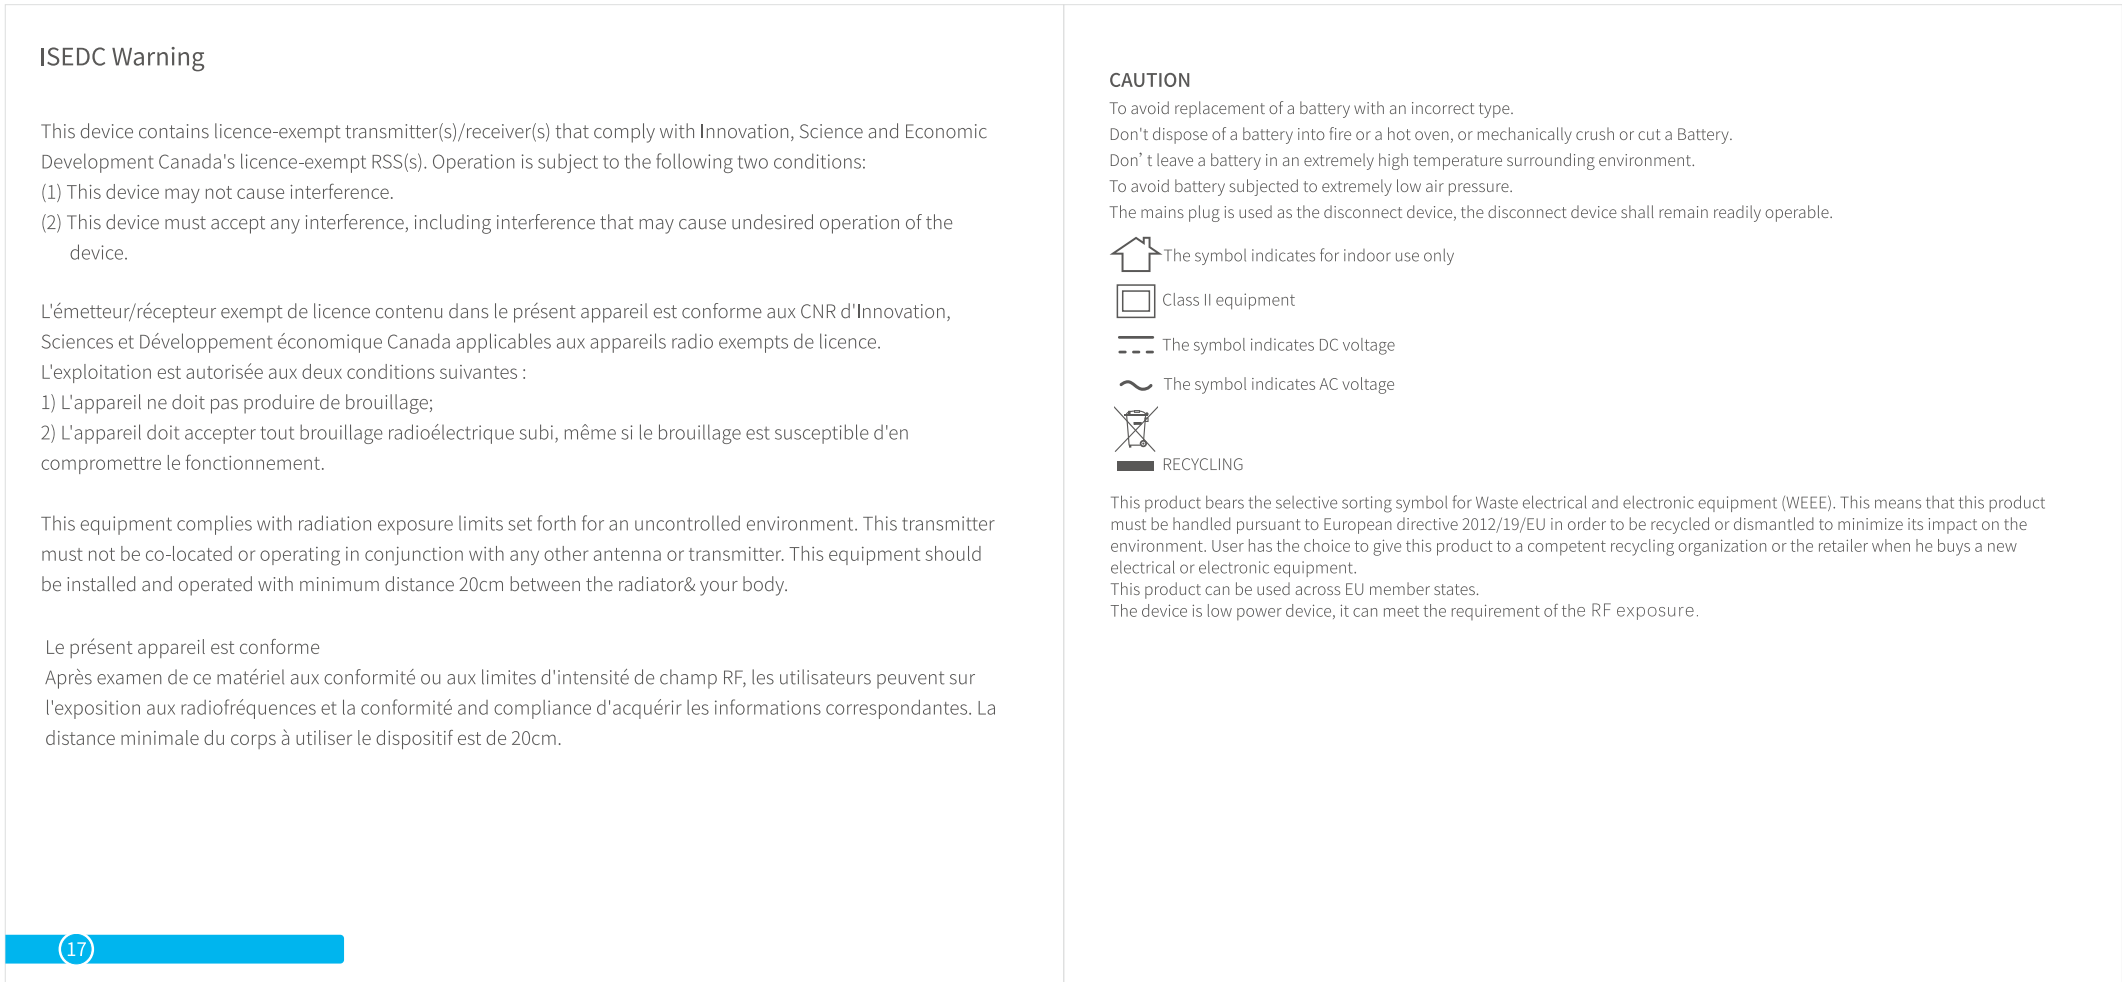 ISEDC Warning
This device contains licence-exempt transmitter(s)/receiver(s) that comply with Innovation, Science and Economic
Development Canada's licence-exempt RSS(s). Operation is subject to the following two conditions:
(1) This device may not cause interference.
(2) This device must accept any interference, including interference that may cause undesired operation of the
device.
L'émetteur/récepteur exempt de licence contenu dans le présent appareil est conforme aux CNR d'Innovation,
Sciences et Développement économique Canada applicables aux appareils radio exempts de licence.
L'exploitation est autorisée aux deux conditions suivantes :
1) L'appareil ne doit pas produire de brouillage;
2) L'appareil doit accepter tout brouillage radioélectrique subi, même si le brouillage est susceptible d'en
compromettre le fonctionnement.
This equipment complies with radiation exposure limits set forth for an uncontrolled environment. This transmitter
must not be co-located or operating in conjunction with any other antenna or transmitter. This equipment should
be installed and operated with minimum distance 20cm between the radiator& your body.
Le présent appareil est conforme
Après examen de ce matériel aux conformité ou aux limites d'intensité de champ RF, les utilisateurs peuvent sur
l'exposition aux radiofréquences et la conformité and compliance d'acquérir les informations correspondantes. La
distance minimale du corps à utiliser le dispositif est de 20cm.
17
CAUTION
To avoid replacement of a battery with an incorrect type.
Don't dispose of a battery into fire or a hot oven, or mechanically crush or cut a Battery.
Don’ t leave a battery in an extremely high temperature surrounding environment.
To avoid battery subjected to extremely low air pressure.
The mains plug is used as the disconnect device, the disconnect device shall remain readily operable.
The symbol indicates for indoor use only
Class II equipment
The symbol indicates DC voltage
The symbol indicates AC voltage
RECYCLING
This product bears the selective sorting symbol for Waste electrical and electronic equipment (WEEE). This means that this product
must be handled pursuant to European directive 2012/19/EU in order to be recycled or dismantled to minimize its impact on the
environment. User has the choice to give this product to a competent recycling organization or the retailer when he buys a new
electrical or electronic equipment.
This product can be used across EU member states.
The device is low power device, it can meet the requirement of the RF exposure.